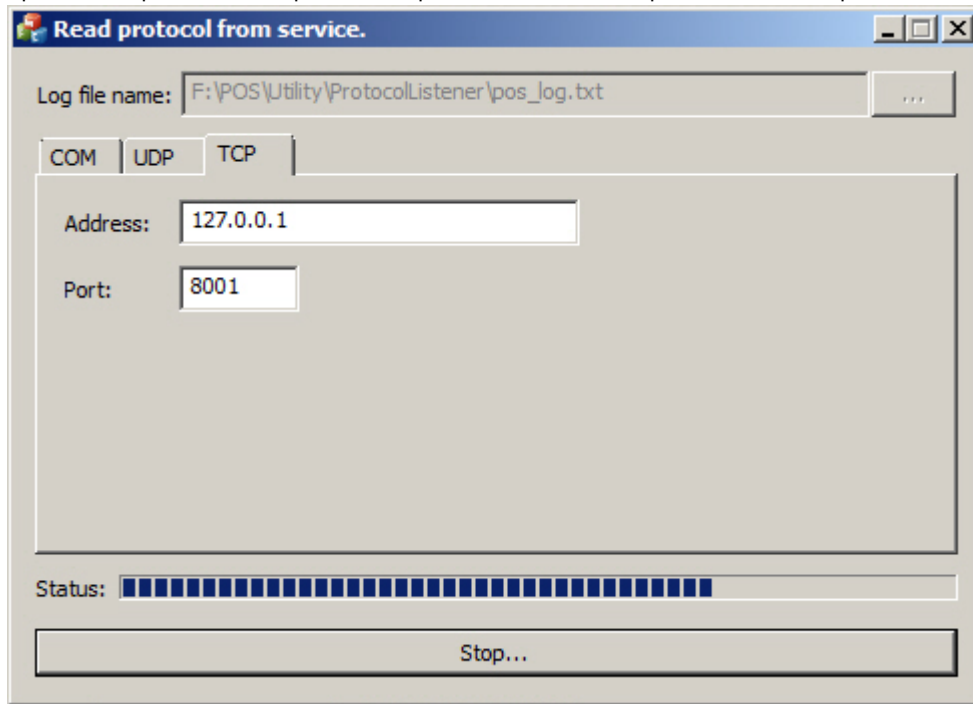 Read protocol from service.
Log file name: F:\POS\Utility\ProtocolListener\pos_log.txt ...
COM UDP TCP
Address: 127.0.0.1
Port: 8001
Status:
Stop...